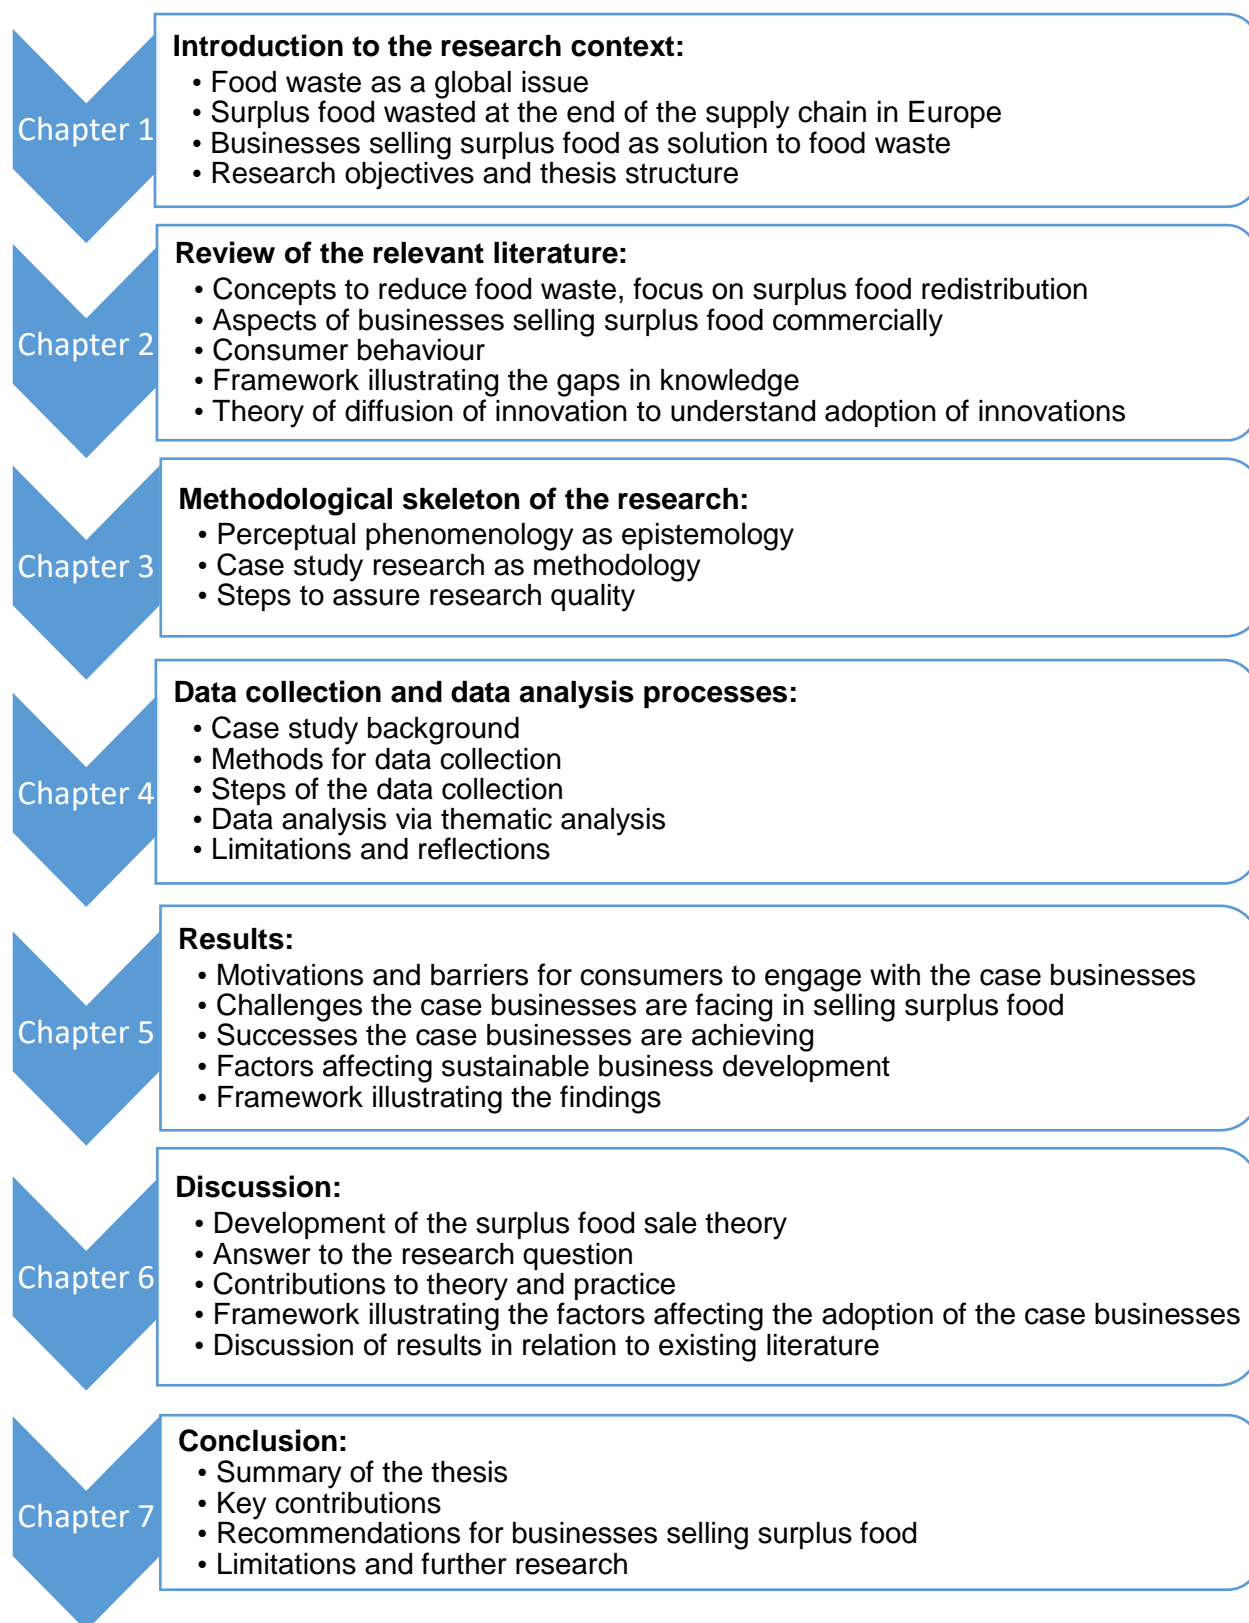 Chapter 1
Introduction to the research context:
• Food waste as a global issue
• Surplus food wasted at the end of the supply chain in Europe
• Businesses selling surplus food as solution to food waste
• Research objectives and thesis structure
Chapter 2
Review of the relevant literature:
• Concepts to reduce food waste, focus on surplus food redistribution
• Aspects of businesses selling surplus food commercially
• Consumer behaviour
• Framework illustrating the gaps in knowledge
• Theory of diffusion of innovation to understand adoption of innovations
Chapter 3
Methodological skeleton of the research:
• Perceptual phenomenology as epistemology
• Case study research as methodology
• Steps to assure research quality
Chapter 4
Data collection and data analysis processes:
• Case study background
• Methods for data collection
• Steps of the data collection
• Data analysis via thematic analysis
• Limitations and reflections
Chapter 5
Results:
• Motivations and barriers for consumers to engage with the case businesses
• Challenges the case businesses are facing in selling surplus food
• Successes the case businesses are achieving
• Factors affecting sustainable business development
• Framework illustrating the findings
Chapter 6
Discussion:
• Development of the surplus food sale theory
• Answer to the research question
• Contributions to theory and practice
• Framework illustrating the factors affecting the adoption of the case businesses
• Discussion of results in relation to existing literature
Chapter 7
Conclusion:
• Summary of the thesis
• Key contributions
• Recommendations for businesses selling surplus food
• Limitations and further research